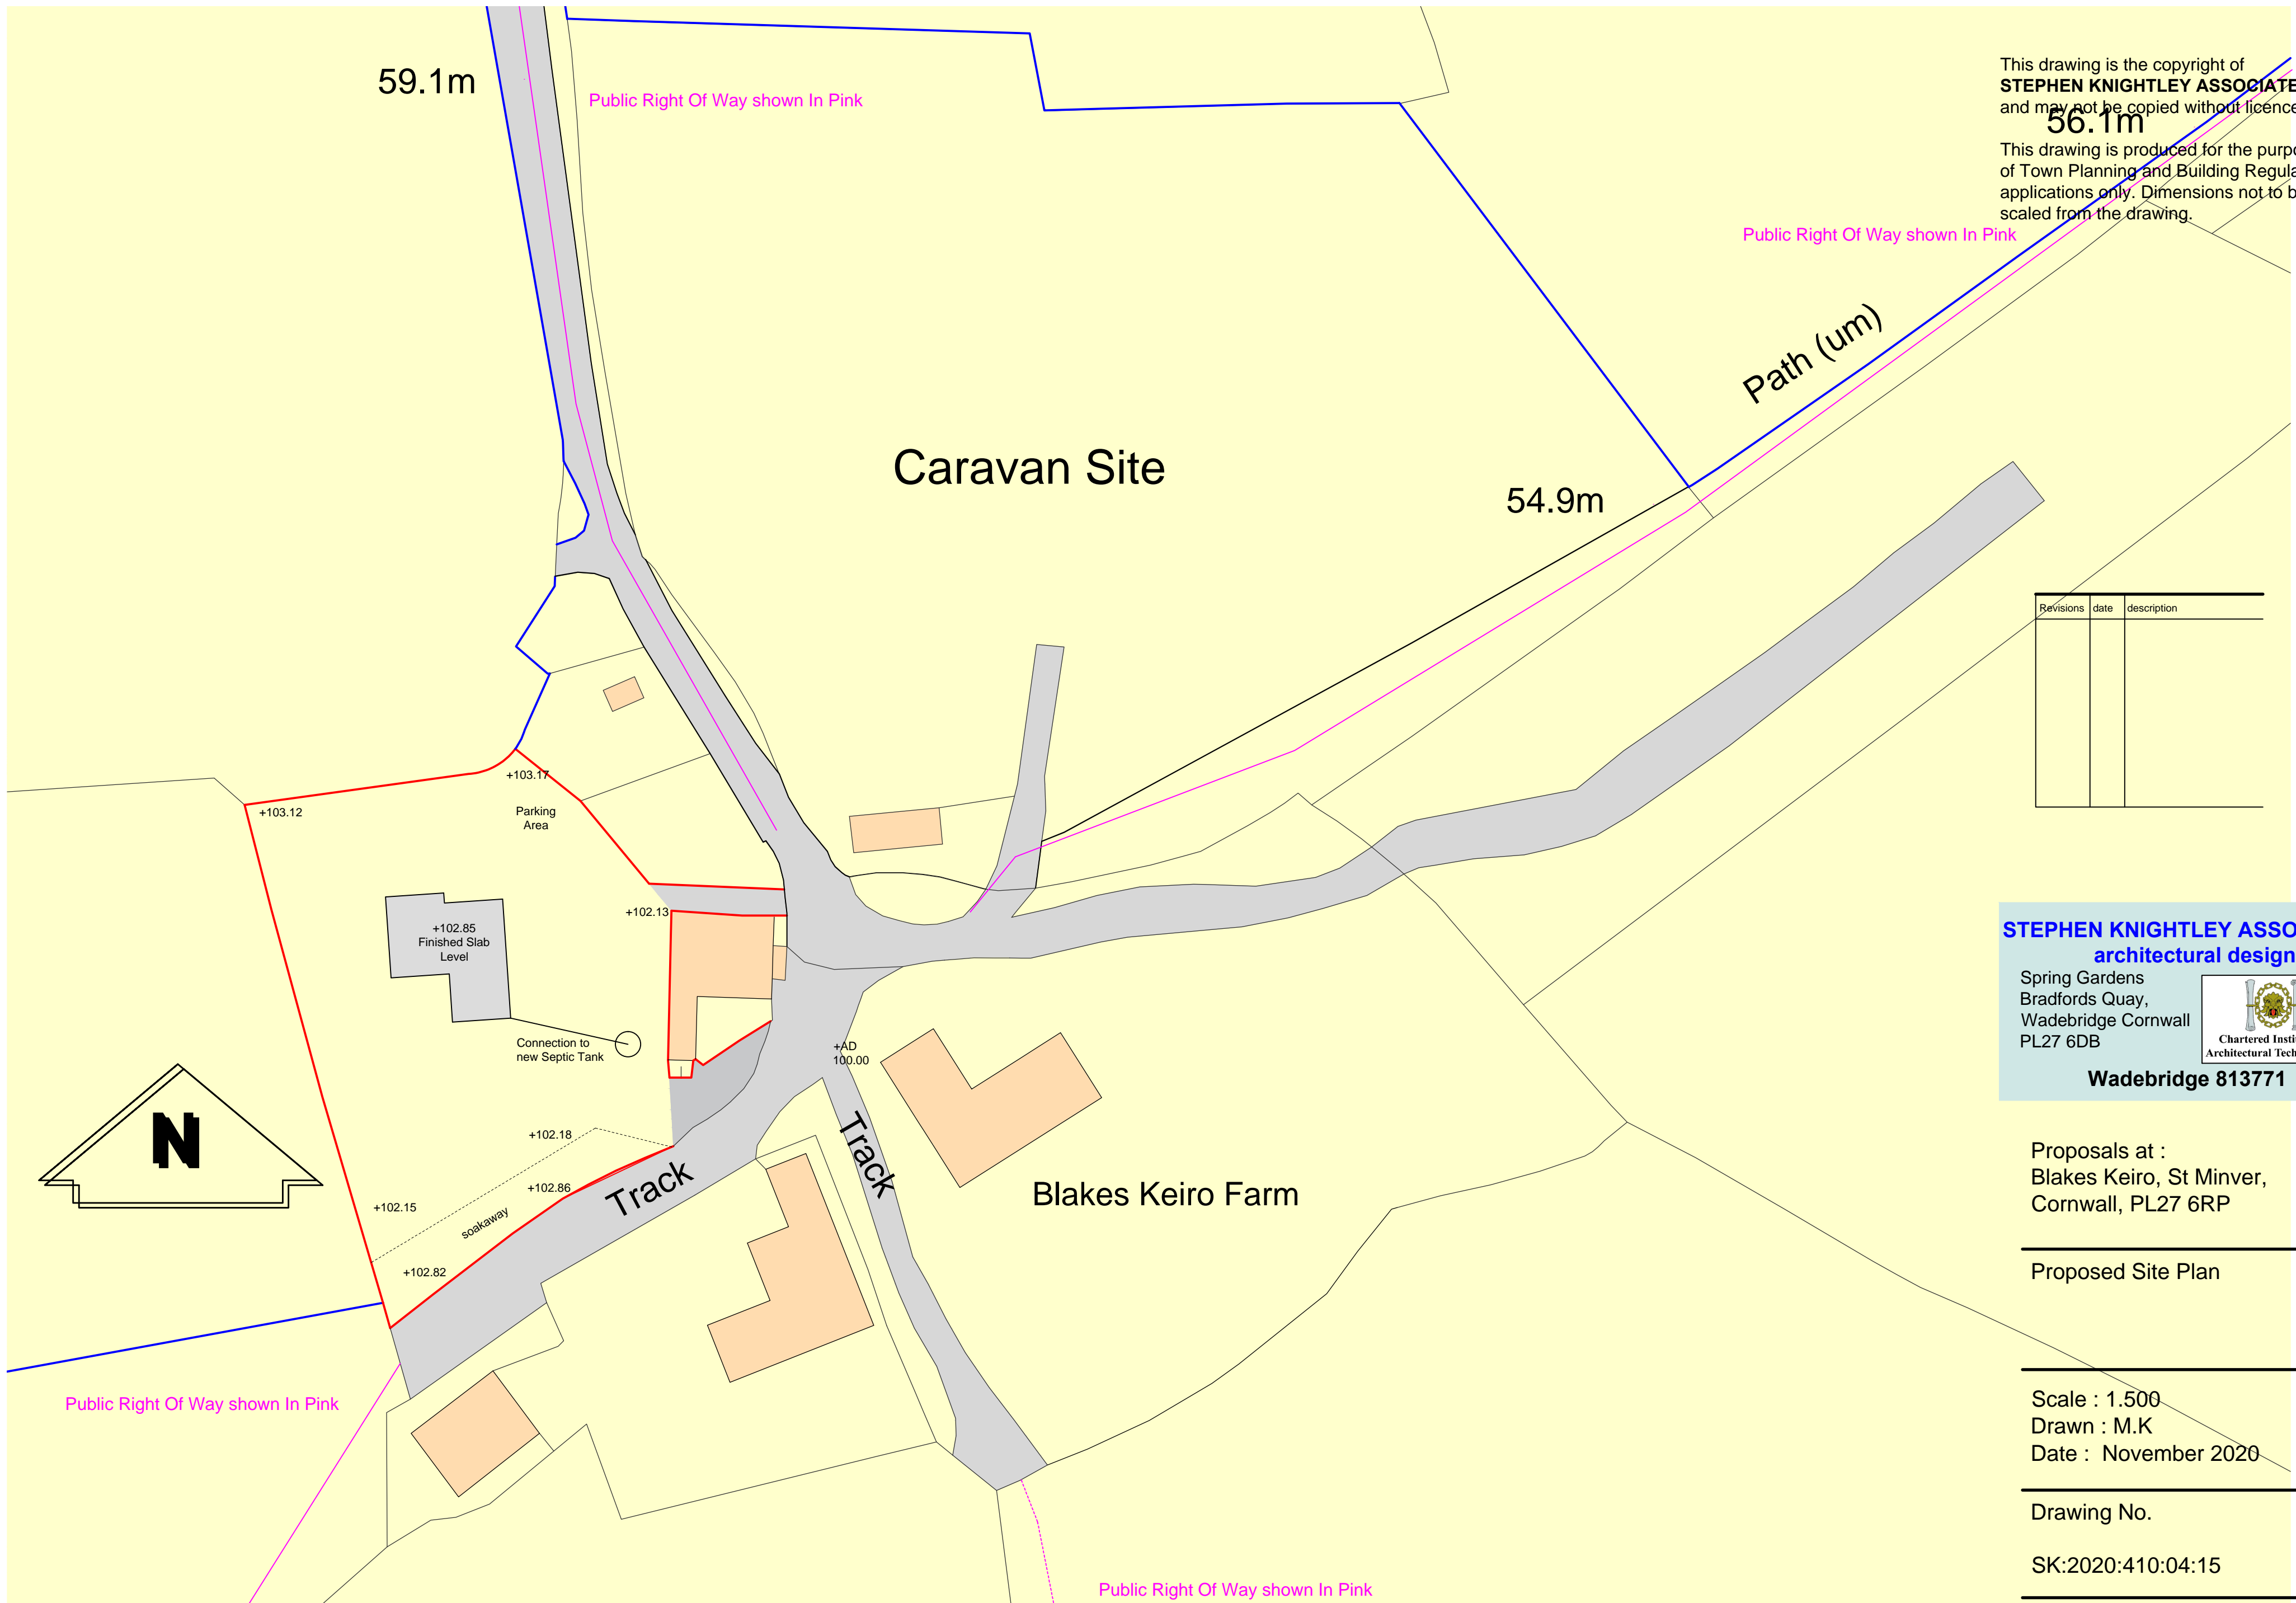 59.1m
Public Right Of Way shown In Pink
This drawing is the copyright of
STEPHEN KNIGHTLEY ASSOCIATE
and may not be copied without licence
56.1m
This drawing is produced for the purpo
of Town Planning and Building Regula
applications only. Dimensions not to b
scaled from the drawing.
Public Right Of Way shown In Pink
Path (um)
Caravan Site
54.9m
Revisions date description
+103.17
+103.12
Parking
Area
+102.13
+102.85
Finished Slab
Level
STEPHEN KNIGHTLEY ASSO
architectural design
Spring Gardens
Bradfords Quay,
Wadebridge Cornwall
PL27 6DB
Chartered Insti
Architectural Tech
Wadebridge 813771
Connection to
new Septic Tank
+AD
100.00
N
+102.18
Track
Track
+102.86
+102.15
soakaway
+102.82
Blakes Keiro Farm
Proposals at :
Blakes Keiro, St Minver,
Cornwall, PL27 6RP
Proposed Site Plan
Public Right Of Way shown In Pink
Scale : 1.500
Drawn : M.K
Date : November 2020
Drawing No.
SK:2020:410:04:15
Public Right Of Way shown In Pink